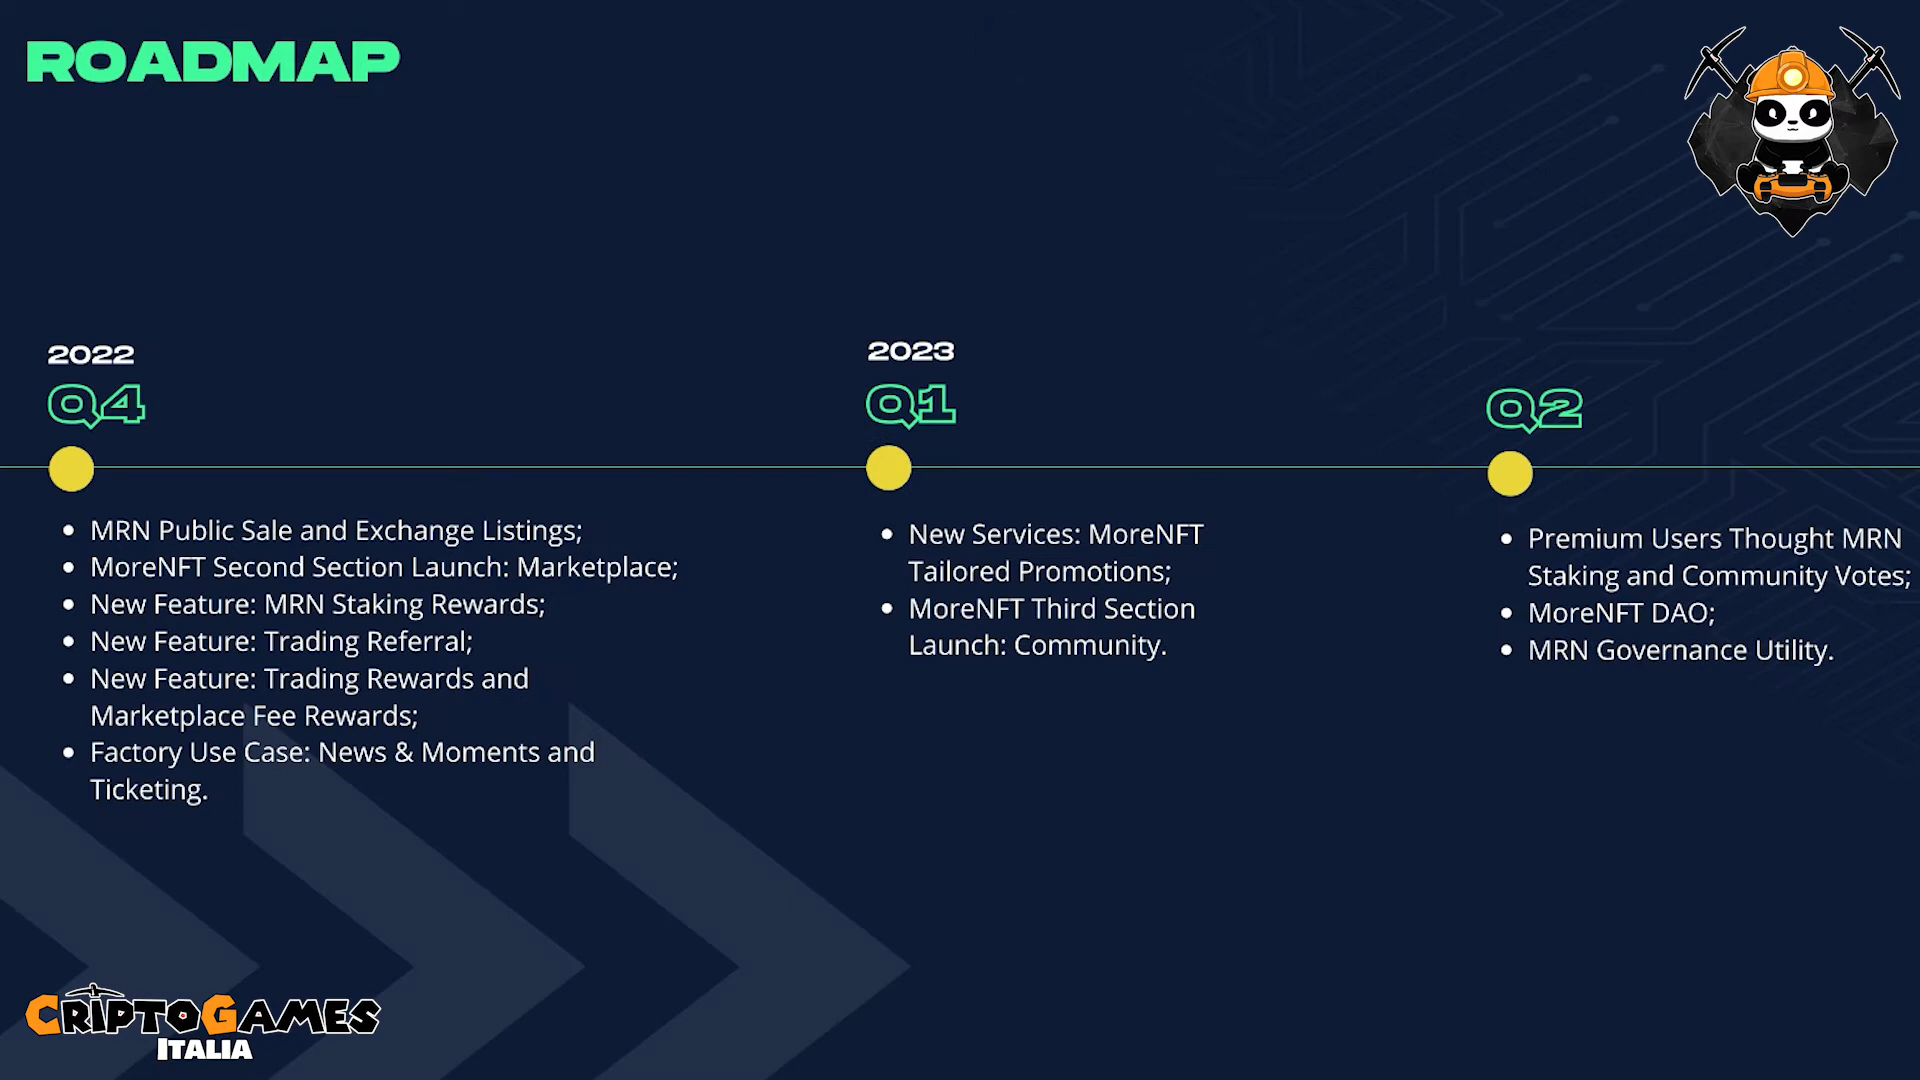 ROADMAP
2022
Q4
MRN Public Sale and Exchange Listings;
MoreNFT Second Section Launch: Marketplace;
New Feature: MRN Staking Rewards;
New Feature: Trading Referral;
New Feature: Trading Rewards and
Marketplace Fee Rewards;
Factory Use Case: News & Moments and
Ticketing.
2023
Q1
New Services: MoreNFT
Tailored Promotions;
MoreNFT Third Section
Launch: Community.
Q2
Premium Users Thought MRN
Staking and Community Votes;
MoreNFT DAO;
MRN Governance Utility.
CRIPTOGAMES
ITALIA